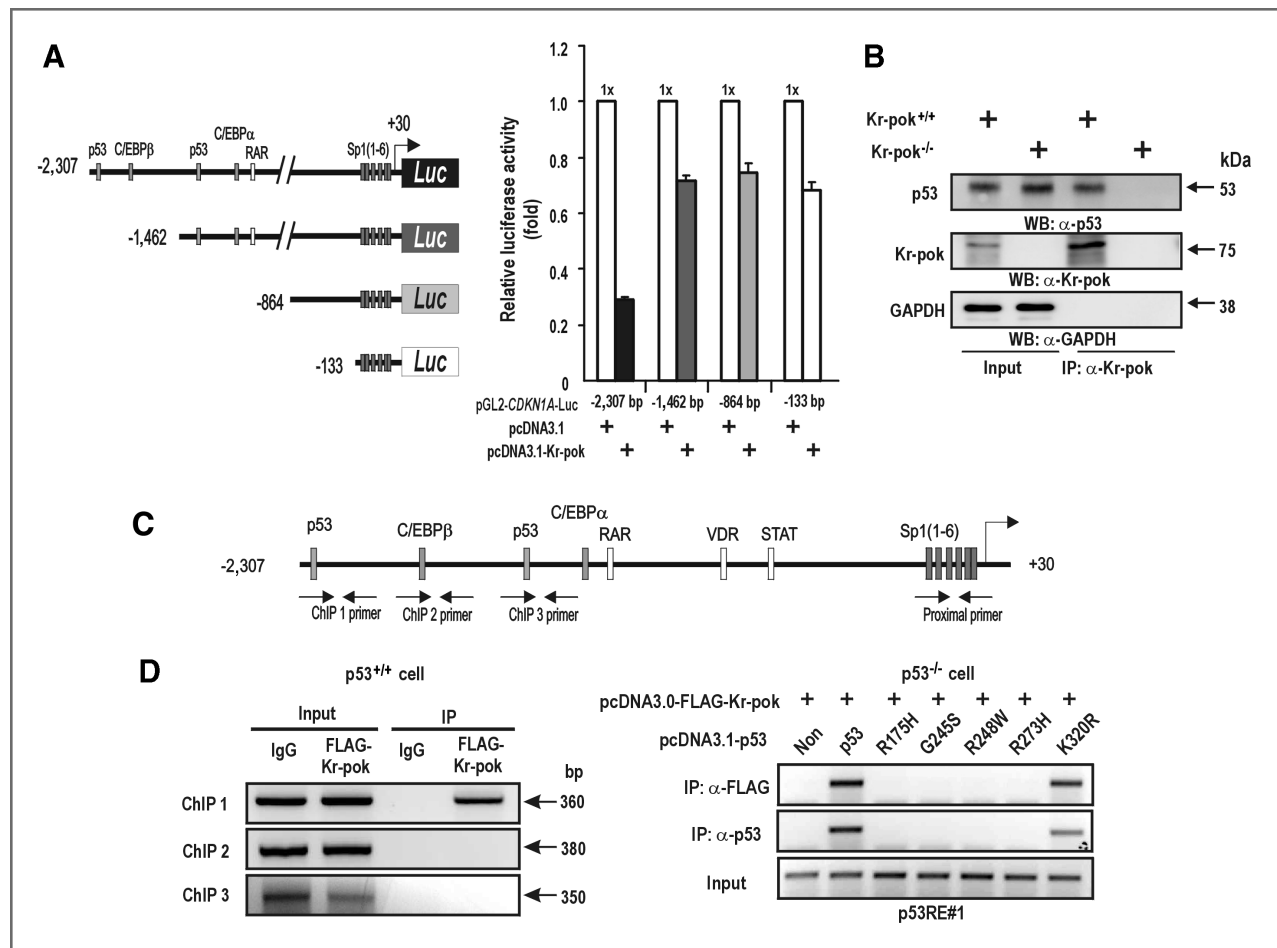 A
+30
C/EBPα
p53 C/EBPβ p53 RAR Sp1(1-6)
-2,307 Luc
-1,462 Luc
-864 Luc
-133 Luc
Relative luciferase activity
(fold)
1.2
1.0
0.8
0.6
0.4
0.2
0
1x 1x 1x 1x
pGL2-CDKN1A-Luc -2,307 bp -1,462 bp -864 bp -133 bp
pcDNA3.1 + + + +
pcDNA3.1-Kr-pok + + + +
B
Kr-pok+/+ + +
Kr-pok-/- + +
kDa
p53 53
WB: α-p53
Kr-pok 75
WB: α-Kr-pok
GAPDH 38
WB: α-GAPDH
Input IP: α-Kr-pok
C
p53 C/EBPβ p53 C/EBPα RAR VDR STAT Sp1(1-6)
-2,307 +30
ChIP 1 primer ChIP 2 primer ChIP 3 primer Proximal primer
D
p53+/+ cell
Input IP
IgG FLAG-Kr-pok IgG FLAG-Kr-pok bp
ChIP 1 360
ChIP 2 380
ChIP 3 350
p53-/- cell
pcDNA3.0-FLAG-Kr-pok + + + + + + +
pcDNA3.1-p53 Non p53 R175H G245S R248W R273H K320R
IP: α-FLAG
IP: α-p53
Input
p53RE#1